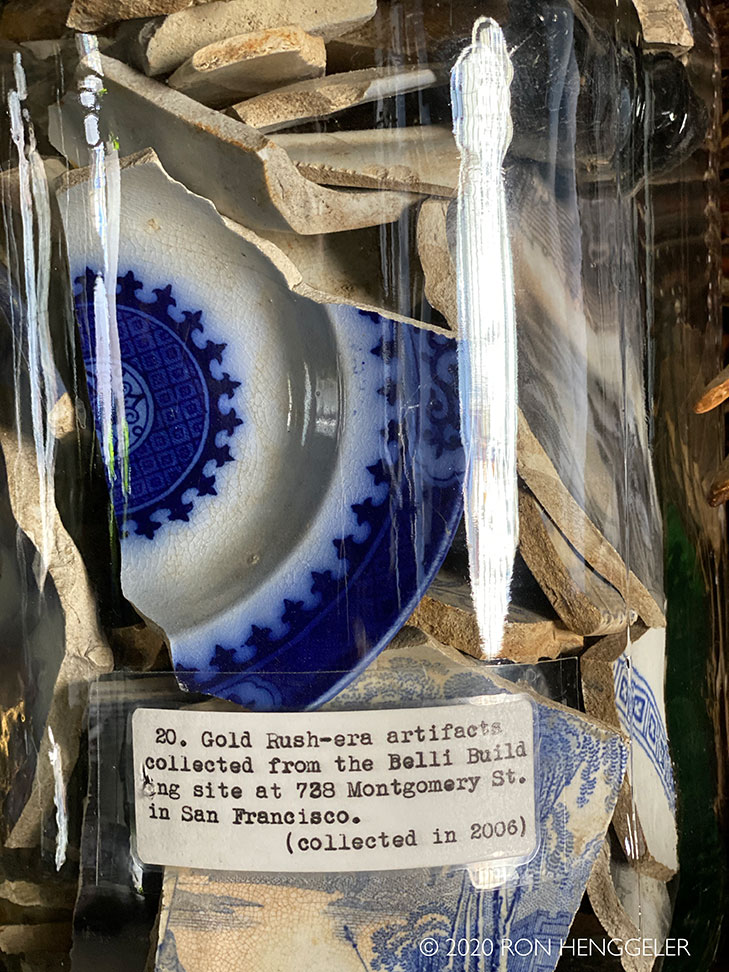 20. Gold Rush-era artifacts
collected from the Belli Build
ing site at 728 Montgomery St.
in San Francisco.
(collected in 2006)
© 2020 RON HENGGELER